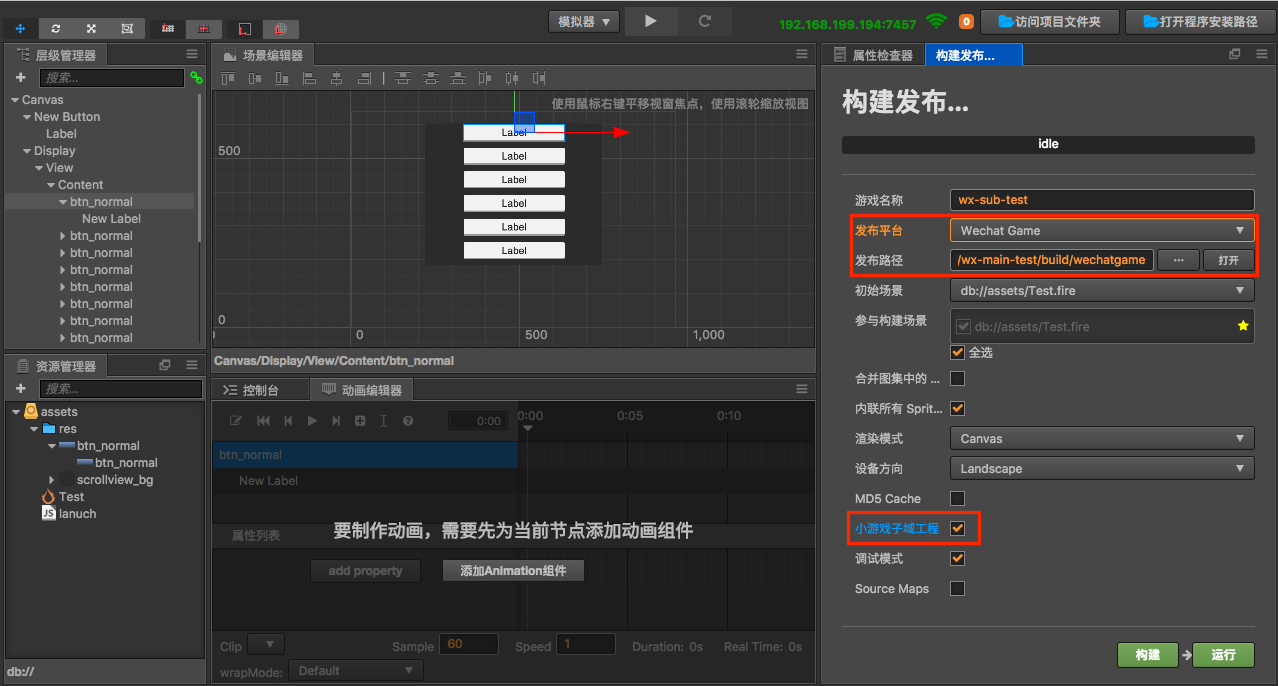 模拟器
192.168.199.194:7457
0
访问项目文件夹
打开程序安装路径
层级管理器
搜索...
Canvas
New Button
Label
Display
View
Content
btn_normal
New Label
btn_normal
btn_normal
btn_normal
btn_normal
btn_normal
btn_normal
btn_normal
资源管理器
搜索...
assets
res
btn_normal
btn_normal
scrollview_bg
Test
JS lanuch
db://
场景编辑器
使用鼠标右键平移视窗焦点，使用滚轮缩放视图
500
0
0
500
1,000
Label
Label
Label
Label
Label
Label
Canvas/Display/View/Content/btn_normal
控制台
动画编辑器
0:00
0:00
0:05
0:10
btn_normal
New Label
属性列表
要制作动画，需要先为当前节点添加动画组件
add property
添加Animation组件
Clip
Sample 60
Speed 1
Duration: 0s
Real Time: 0s
wrapMode: Default
属性检查器
构建发布...
构建发布...
idle
游戏名称 wx-sub-test
发布平台 Wechat Game
发布路径 /wx-main-test/build/wechatgame ... 打开
初始场景 db://assets/Test.fire
参与构建场景 db://assets/Test.fire
全选
合并图集中的 ...
内联所有 Sprit...
渲染模式 Canvas
设备方向 Landscape
MD5 Cache
小游戏子域工程
调试模式
Source Maps
构建
运行